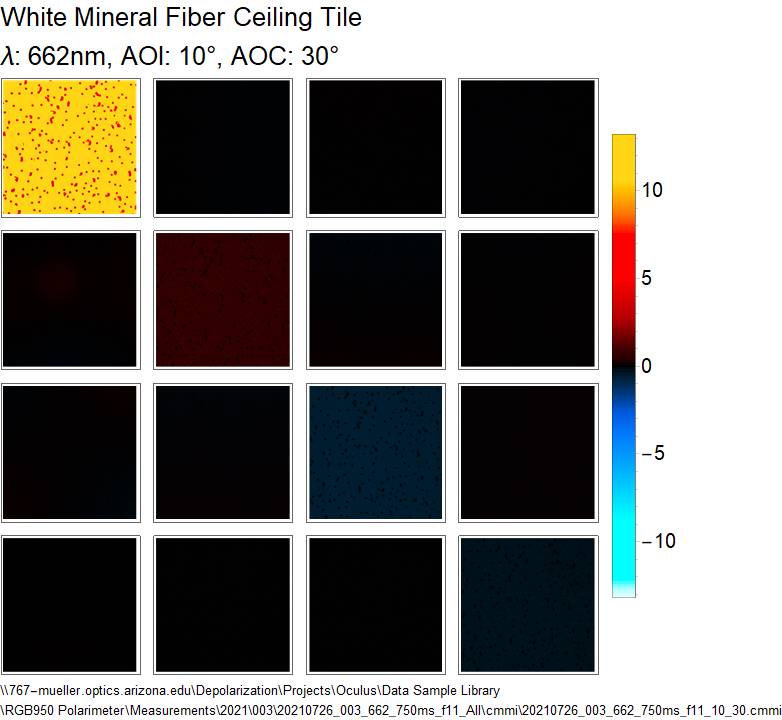 White Mineral Fiber Ceiling Tile
λ: 662nm, AOI: 10°, AOC: 30°
10
5
0
−5
−10
\\767−mueller.optics.arizona.edu\Depolarization\Projects\Oculus\Data Sample Library
\RGB950 Polarimeter\Measurements\2021\003\20210726_003_662_750ms_f11_All\cmmi\20210726_003_662_750ms_f11_10_30.cmmi